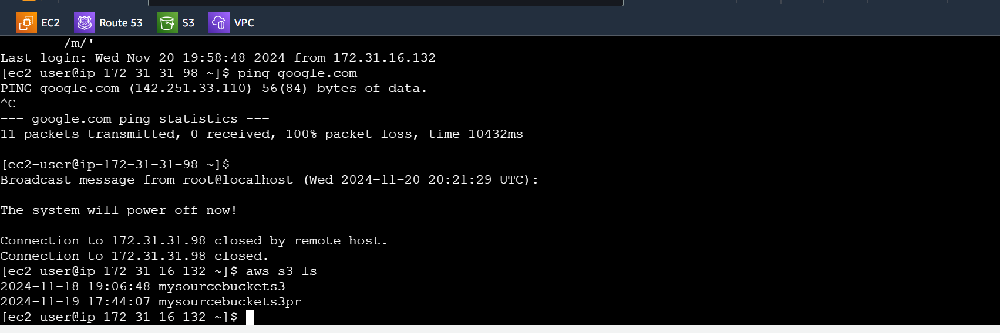 EC2 Route 53 S3 VPC
_/m/'
Last login: Wed Nov 20 19:58:48 2024 from 172.31.16.132
[ec2-user@ip-172-31-31-98 ~]$ ping google.com
PING google.com (142.251.33.110) 56(84) bytes of data.
^C
--- google.com ping statistics ---
11 packets transmitted, 0 received, 100% packet loss, time 10432ms
[ec2-user@ip-172-31-31-98 ~]$
Broadcast message from root@localhost (Wed 2024-11-20 20:21:29 UTC):
The system will power off now!
Connection to 172.31.31.98 closed by remote host.
Connection to 172.31.31.98 closed.
[ec2-user@ip-172-31-16-132 ~]$ aws s3 ls
2024-11-18 19:06:48 mysourcebuckets3
2024-11-19 17:44:07 mysourcebuckets3pr
[ec2-user@ip-172-31-16-132 ~]$